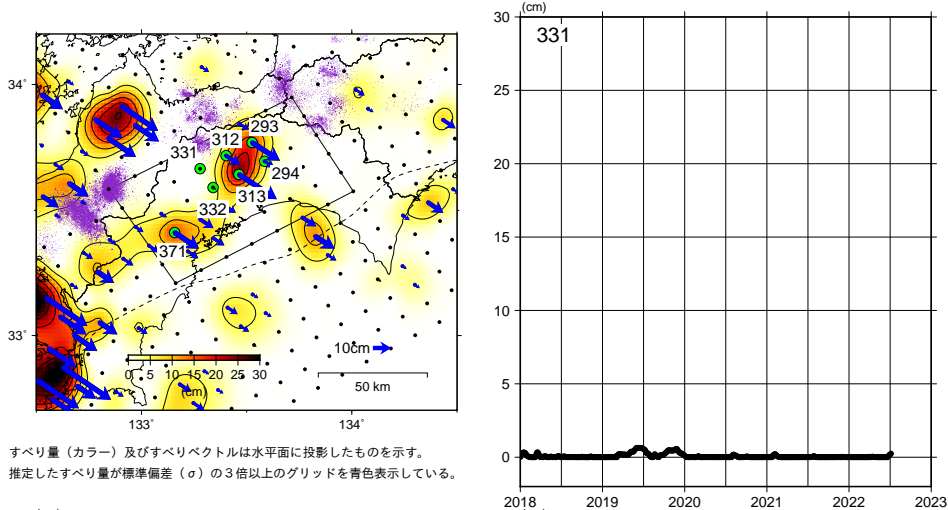 (cm)
30
331
25
20
15
10
5
0
2018 2019 2020 2021 2022 2023
34°
33°
293
312
331
294
313
332
371
10cm
0 5 10 15 20 25 30
(cm)
50 km
133° 134°
すべり量（カラー）及びすべりベクトルは水平面に投影したものを示す。
推定したすべり量が標準偏差（σ）の３倍以上のグリッドを青色表示している。